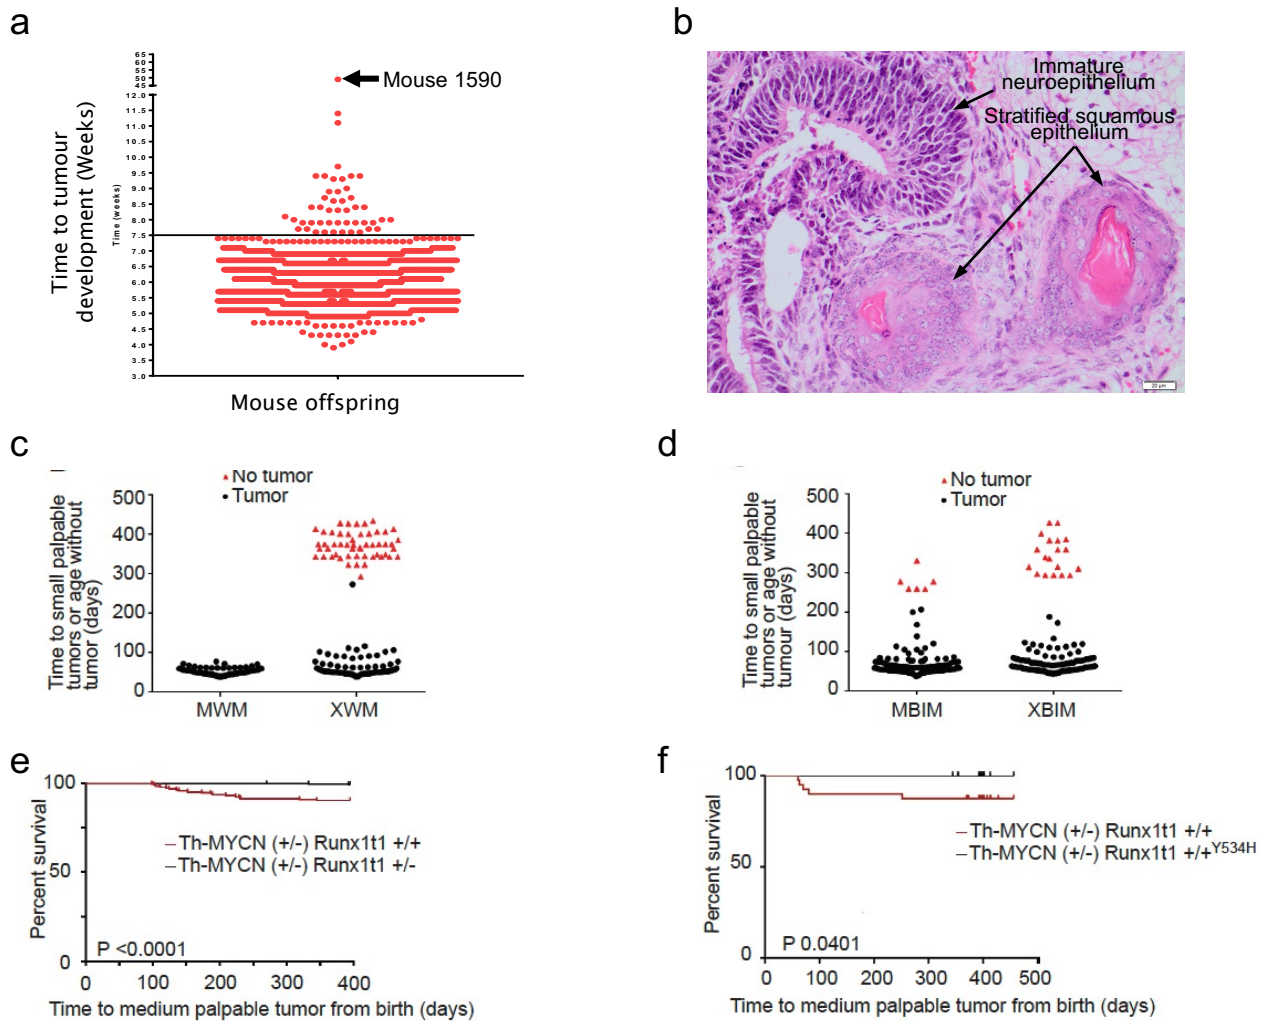 a
65
60
55
50
45
12.0
11.5
11.0
10.5
10.0
9.5
9.0
8.5
8.0
7.5
7.0
6.5
6.0
5.5
5.0
4.5
4.0
3.5
3.0
Time to tumour
development (Weeks)
Time (weeks)
Mouse 1590
Mouse offspring
b
Immature
neuroepithelium
Stratified squamous
epithelium
20 µm
c
No tumor
Tumor
Time to small palpable
tumors or age without
tumor (days)
500
400
300
200
100
0
MWM
XWM
d
No tumor
Tumor
Time to small palpable
tumors or age without
tumour (days)
500
400
300
200
100
0
MBIM
XBIM
e
Percent survival
100
50
0
Th-MYCN (+/-) Runx1t1 +/+
Th-MYCN (+/-) Runx1t1 +/-
P <0.0001
0
100
200
300
400
Time to medium palpable tumor from birth (days)
f
Percent survival
100
50
0
Th-MYCN (+/-) Runx1t1 +/+
Th-MYCN (+/-) Runx1t1 +/+Y534H
P 0.0401
0
100
200
300
400
500
Time to medium palpable tumor from birth (days)